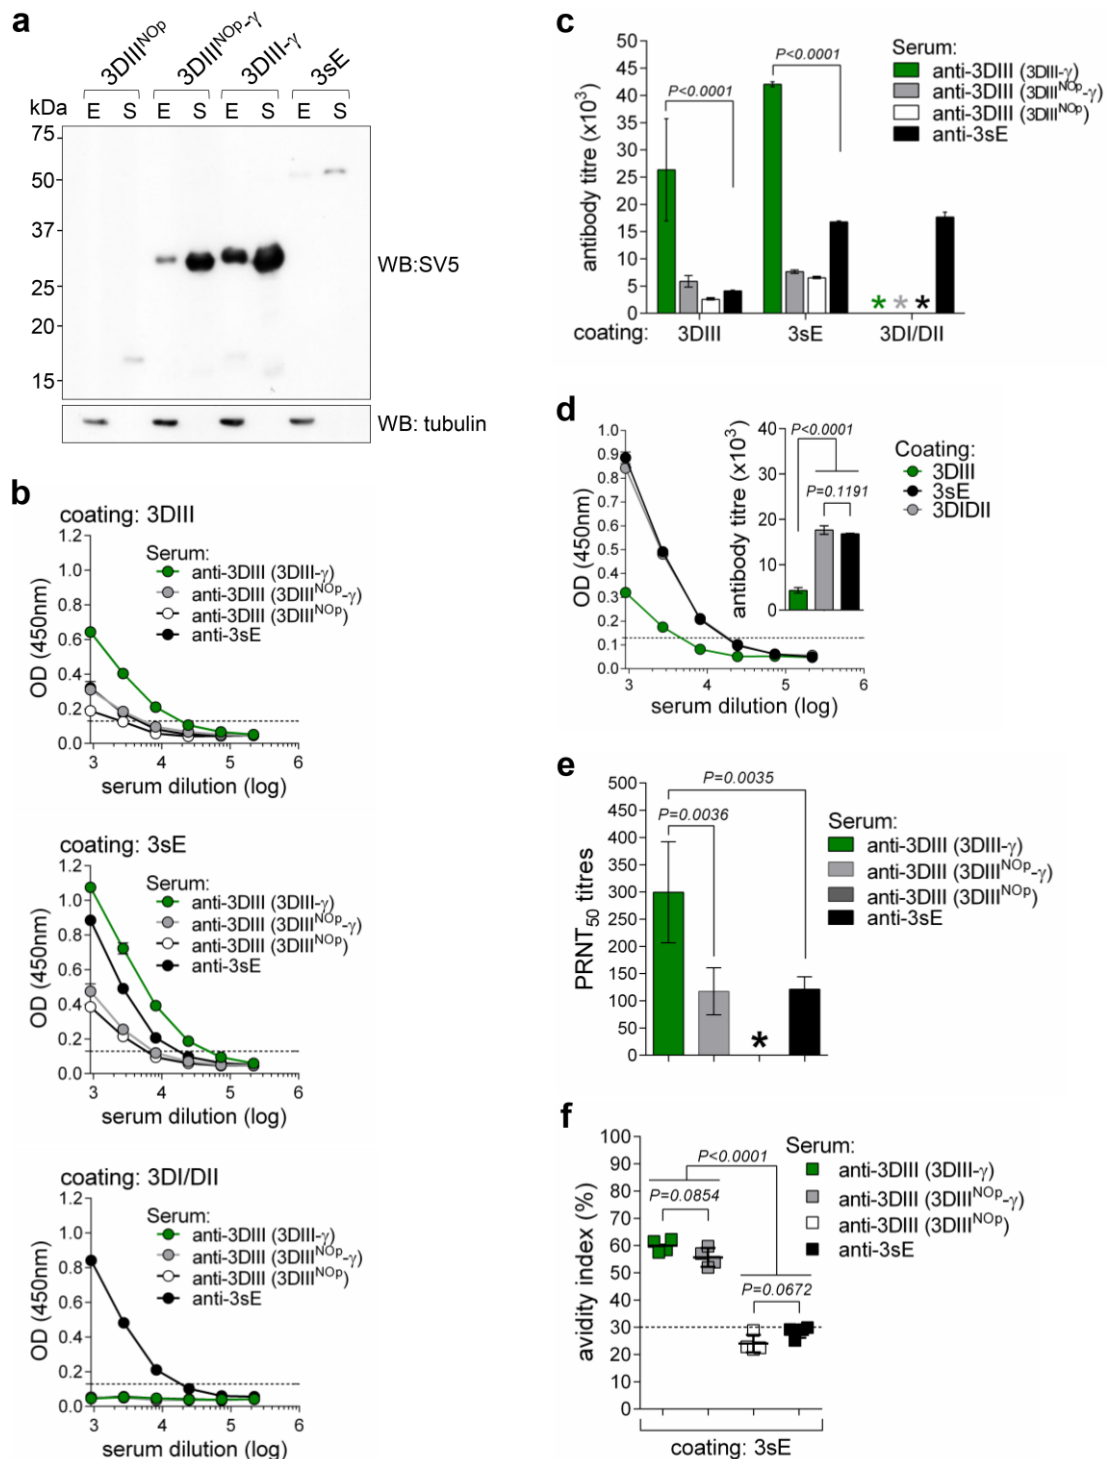 a
3DIII^NOp
3DIII^NOp-γ
3DIII-γ
3sE
kDa E S E S E S E S
75
50
37
25
20
15
WB:SV5
WB: tubulin
b
coating: 3DIII
OD (450nm)
1.2
1.0
0.8
0.6
0.4
0.2
0.0
Serum:
anti-3DIII (3DIII-γ)
anti-3DIII (3DIII^NOp-γ)
anti-3DIII (3DIII^NOp)
anti-3sE
3 4 5 6
serum dilution (log)
coating: 3sE
OD (450nm)
1.2
1.0
0.8
0.6
0.4
0.2
0.0
Serum:
anti-3DIII (3DIII-γ)
anti-3DIII (3DIII^NOp-γ)
anti-3DIII (3DIII^NOp)
anti-3sE
3 4 5 6
serum dilution (log)
coating: 3DI/DII
OD (450nm)
1.2
1.0
0.8
0.6
0.4
0.2
0.0
Serum:
anti-3DIII (3DIII-γ)
anti-3DIII (3DIII^NOp-γ)
anti-3DIII (3DIII^NOp)
anti-3sE
3 4 5 6
serum dilution (log)
c
antibody titre (x10^3)
50
45
40
35
30
25
20
15
10
5
0
P<0.0001
P<0.0001
* * *
Serum:
anti-3DIII (3DIII-γ)
anti-3DIII (3DIII^NOp-γ)
anti-3DIII (3DIII^NOp)
anti-3sE
coating: 3DIII 3sE 3DI/DII
d
OD (450nm)
1.0
0.9
0.8
0.7
0.6
0.5
0.4
0.3
0.2
0.1
0.0
3 4 5 6
serum dilution (log)
antibody titre (x10^3)
40
30
20
10
0
P<0.0001
P=0.1191
Coating:
3DIII
3sE
3DIDII
e
PRNT50 titres
500
450
400
350
300
250
200
150
100
50
0
P=0.0035
P=0.0036
*
Serum:
anti-3DIII (3DIII-γ)
anti-3DIII (3DIII^NOp-γ)
anti-3DIII (3DIII^NOp)
anti-3sE
f
avidity index (%)
100
90
80
70
60
50
40
30
20
10
0
P<0.0001
P=0.0854
P=0.0672
Serum:
anti-3DIII (3DIII-γ)
anti-3DIII (3DIII^NOp-γ)
anti-3DIII (3DIII^NOp)
anti-3sE
coating: 3sE